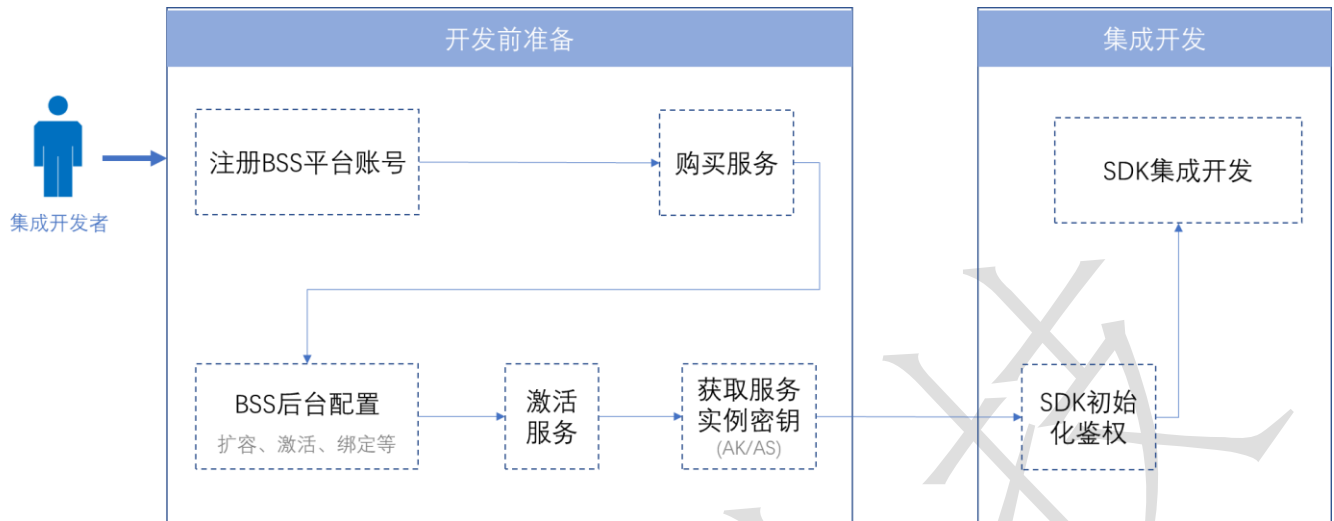 开发前准备
集成开发
集成开发者
注册BSS平台账号
购买服务
SDK集成开发
BSS后台配置
扩容、激活、绑定等
激活
服务
获取服务
实例密钥
(AK/AS)
SDK初始
化鉴权